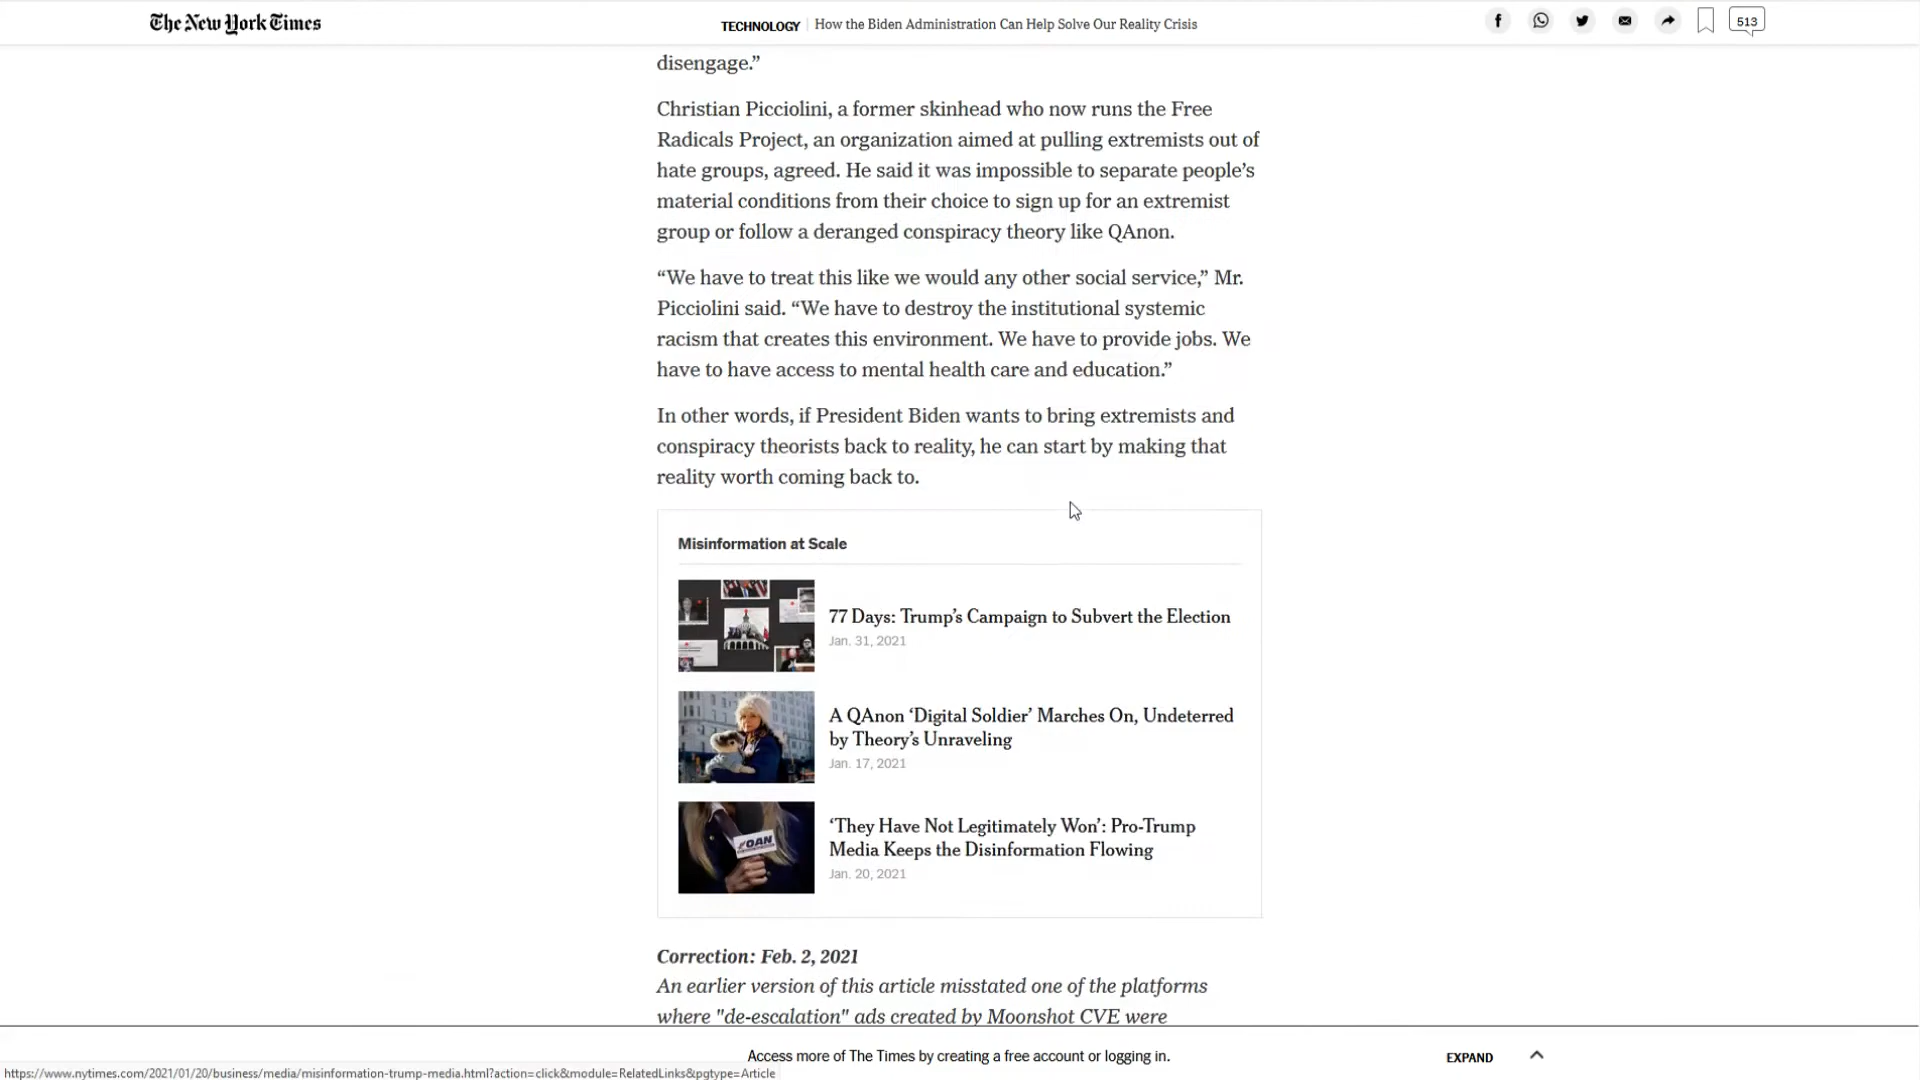 The New York Times
TECHNOLOGY | How the Biden Administration Can Help Solve Our Reality Crisis
513
disengage.”
Christian Picciolini, a former skinhead who now runs the Free
Radicals Project, an organization aimed at pulling extremists out of
hate groups, agreed. He said it was impossible to separate people’s
material conditions from their choice to sign up for an extremist
group or follow a deranged conspiracy theory like QAnon.
“We have to treat this like we would any other social service,” Mr.
Picciolini said. “We have to destroy the institutional systemic
racism that creates this environment. We have to provide jobs. We
have to have access to mental health care and education.”
In other words, if President Biden wants to bring extremists and
conspiracy theorists back to reality, he can start by making that
reality worth coming back to.
Misinformation at Scale
77 Days: Trump’s Campaign to Subvert the Election
Jan. 31, 2021
A QAnon ‘Digital Soldier’ Marches On, Undeterred
by Theory’s Unraveling
Jan. 17, 2021
OAN
‘They Have Not Legitimately Won’: Pro-Trump
Media Keeps the Disinformation Flowing
Jan. 20, 2021
Correction: Feb. 2, 2021
An earlier version of this article misstated one of the platforms
where "de-escalation" ads created by Moonshot CVE were
Access more of The Times by creating a free account or logging in.
EXPAND
https://www.nytimes.com/2021/01/20/business/media/misinformation-trump-media.html?action=click&module=RelatedLinks&pgtype=Article